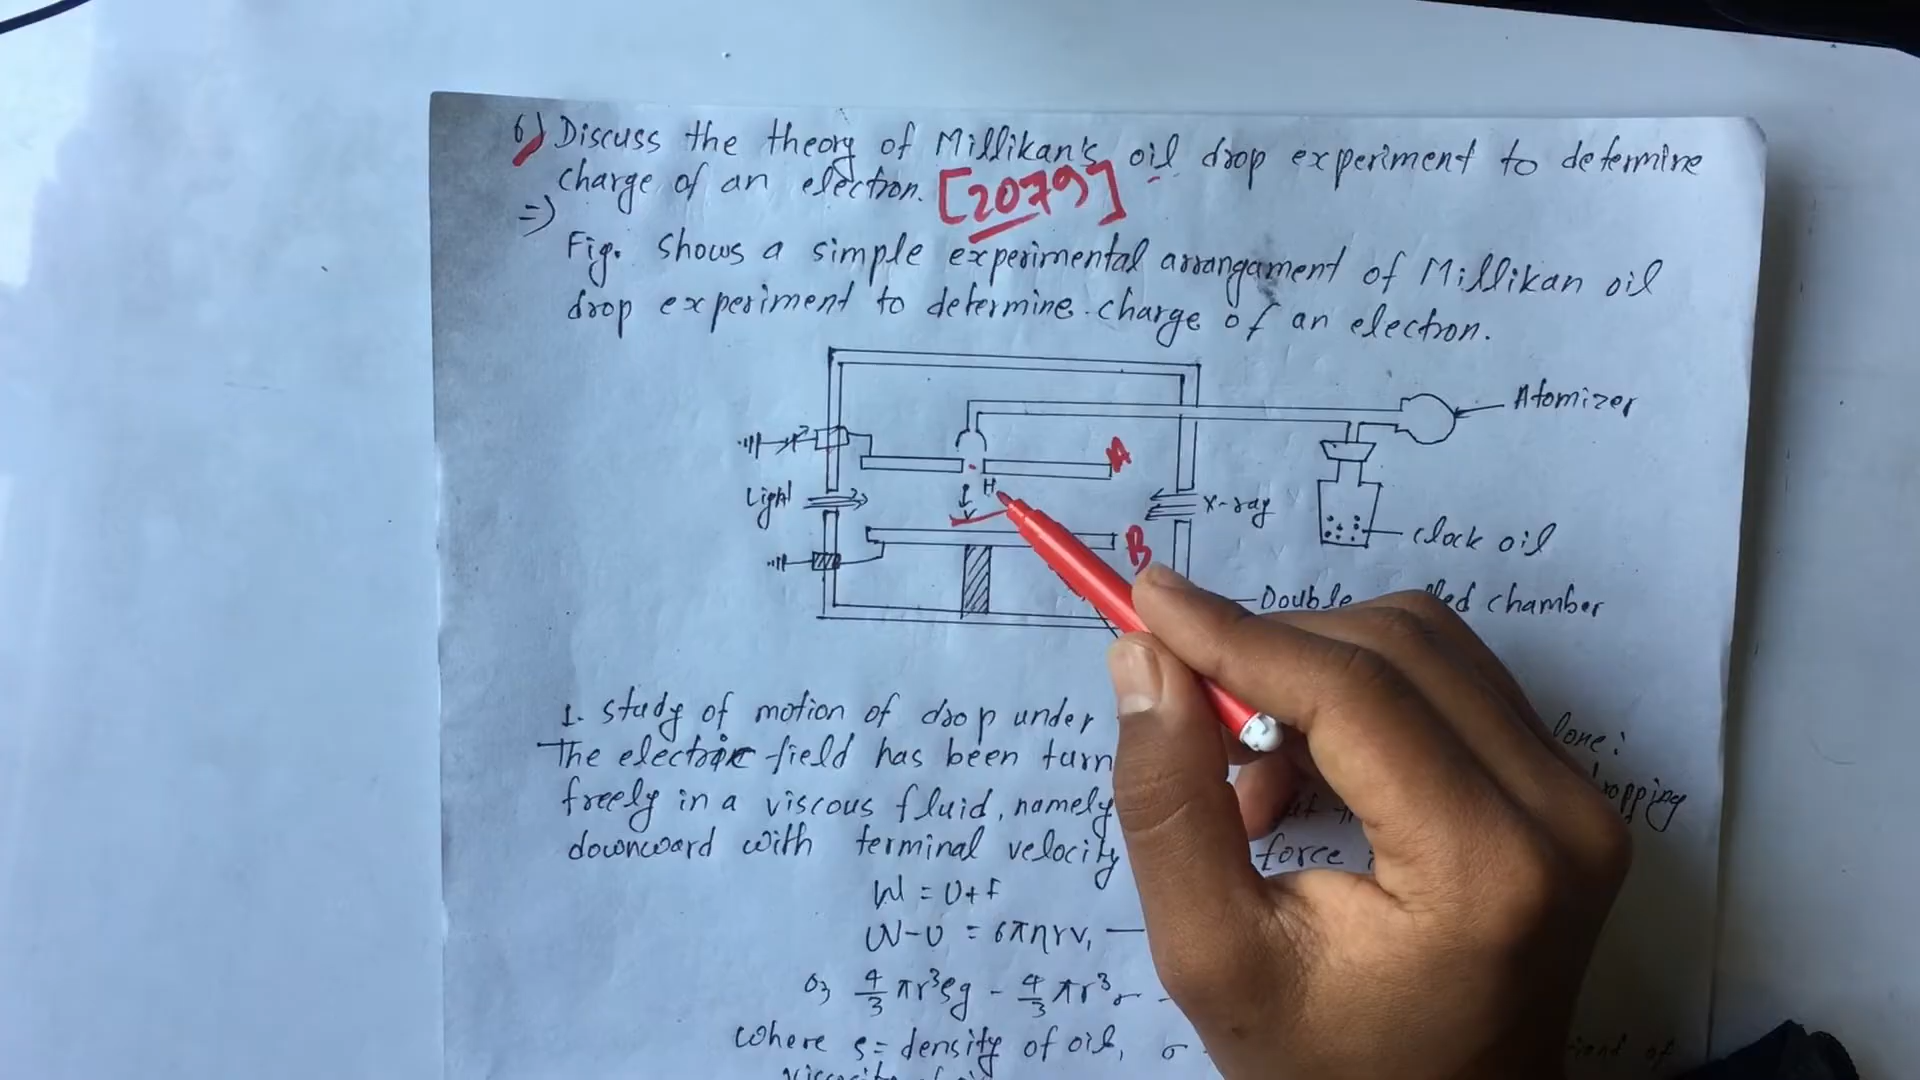 6) Discuss the theory of Millikan's oil drop experiment to determine
charge of an electron. [2079]
=>
Fig. shows a simple experimental arrangament of Millikan oil
drop experiment to determine charge of an electron.
Atomizer
A
Light
H
X-ray
clock oil
B
Double chamber
1. study of motion of drop under
The electric field has been turn
freely in a viscous fluid, namely dropping
downward with terminal velocity force
W = U + f
W - U = 6πηrv₁
or 4/3 πr³ρg - 4/3 πr³σ
where ρ = density of oil, σ